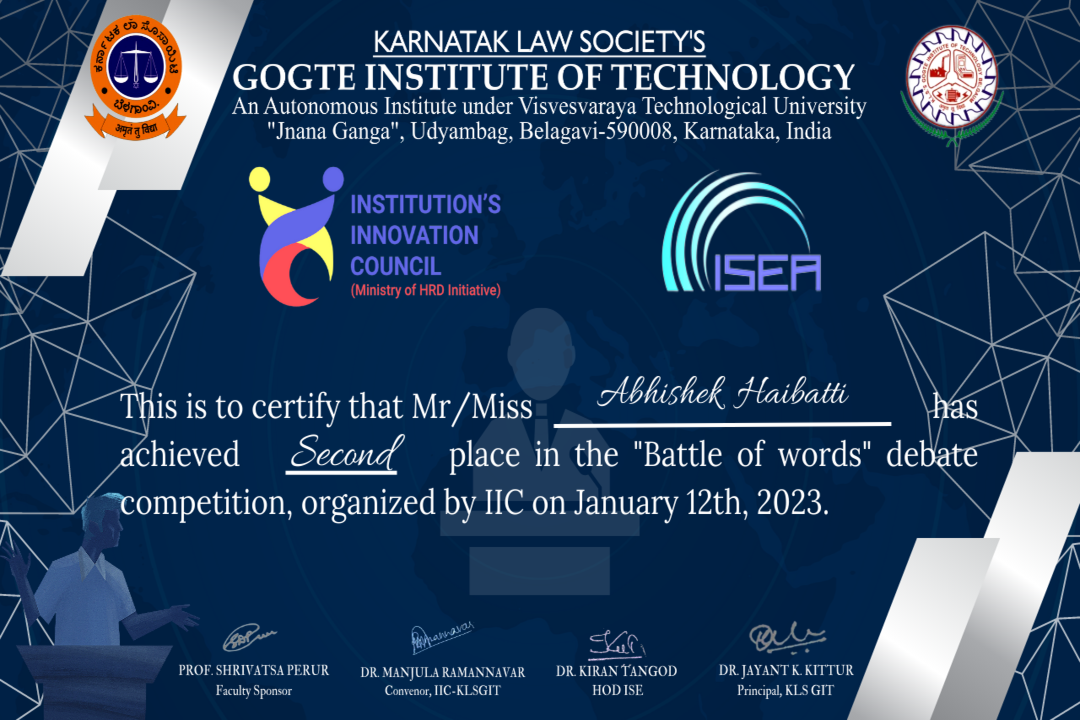 KARNATAK LAW SOCIETY'S
GOGTE INSTITUTE OF TECHNOLOGY
An Autonomous Institute under Visvesvaraya Technological University
"Jnana Ganga", Udyambag, Belagavi-590008, Karnataka, India
ಕರ್ನಾಟಕ ಲಾ ಸೊಸಾಯಿಟಿ
ಬೆಳಗಾಂವಿ.
अमृतं तु विद्या
INSTITUTION'S
INNOVATION
COUNCIL
(Ministry of HRD Initiative)
ISEA
This is to certify that Mr/Miss Abhishek Haibatti has
achieved Second place in the "Battle of words" debate
competition, organized by IIC on January 12th, 2023.
PROF. SHRIVATSA PERUR
Faculty Sponsor
DR. MANJULA RAMANNAVAR
Convenor, IIC-KLSGIT
DR. KIRAN TANGOD
HOD ISE
DR. JAYANT K. KITTUR
Principal, KLS GIT